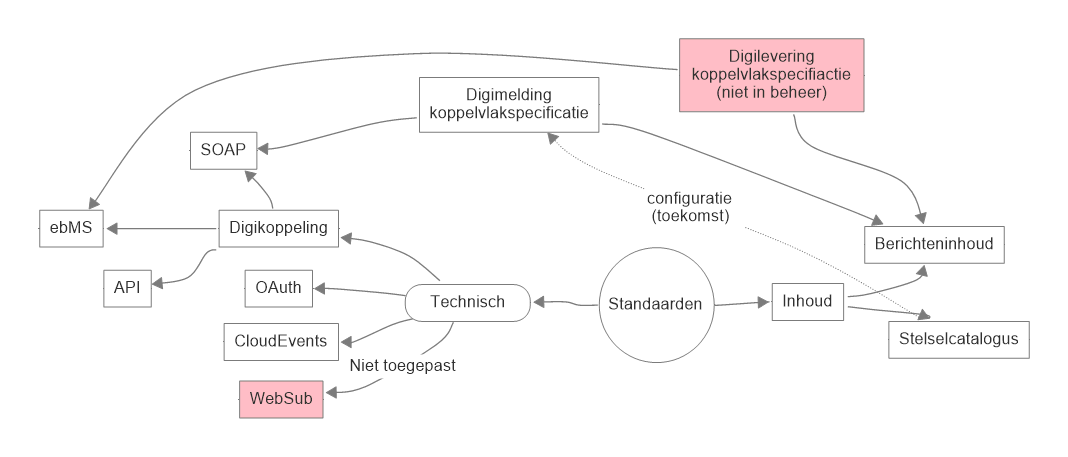 Digilevering
koppelvlakspecifiactie
(niet in beheer)
Digimelding
koppelvlakspecificatie
SOAP
configuratie
(toekomst)
ebMS
Digikoppeling
Berichteninhoud
API
OAuth
Technisch
Standaarden
Inhoud
CloudEvents
Stelselcatalogus
Niet toegepast
WebSub